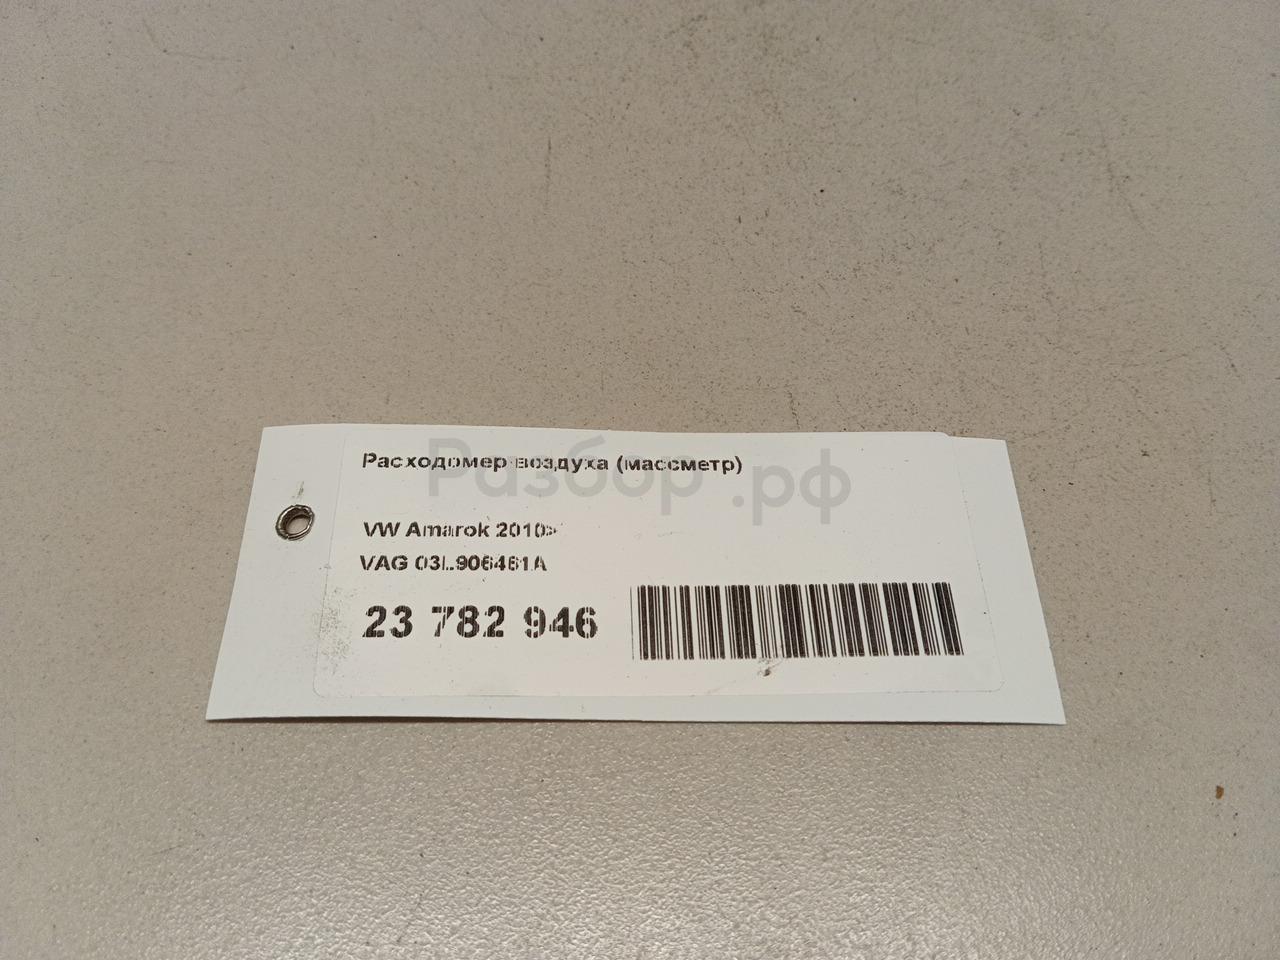 Расходомер воздуха (массметр)
Разбор.рф
VW Amarok 2010>
VAG 03L906461A
23 782 946